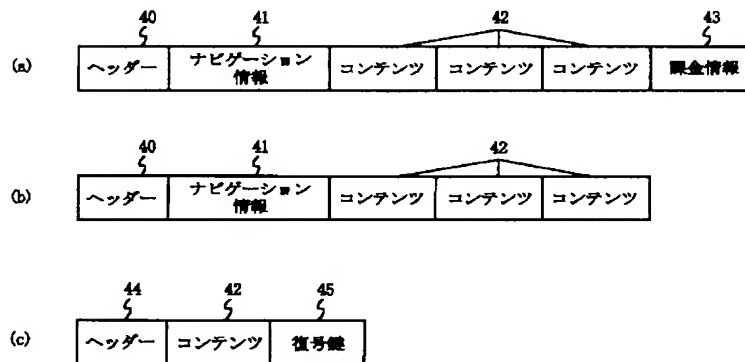 40 41 42 43
(a) ヘッダー ナビゲーション情報 コンテンツ コンテンツ コンテンツ 課金情報
40 41 42
(b) ヘッダー ナビゲーション情報 コンテンツ コンテンツ コンテンツ
44 42 45
(c) ヘッダー コンテンツ 復号鍵